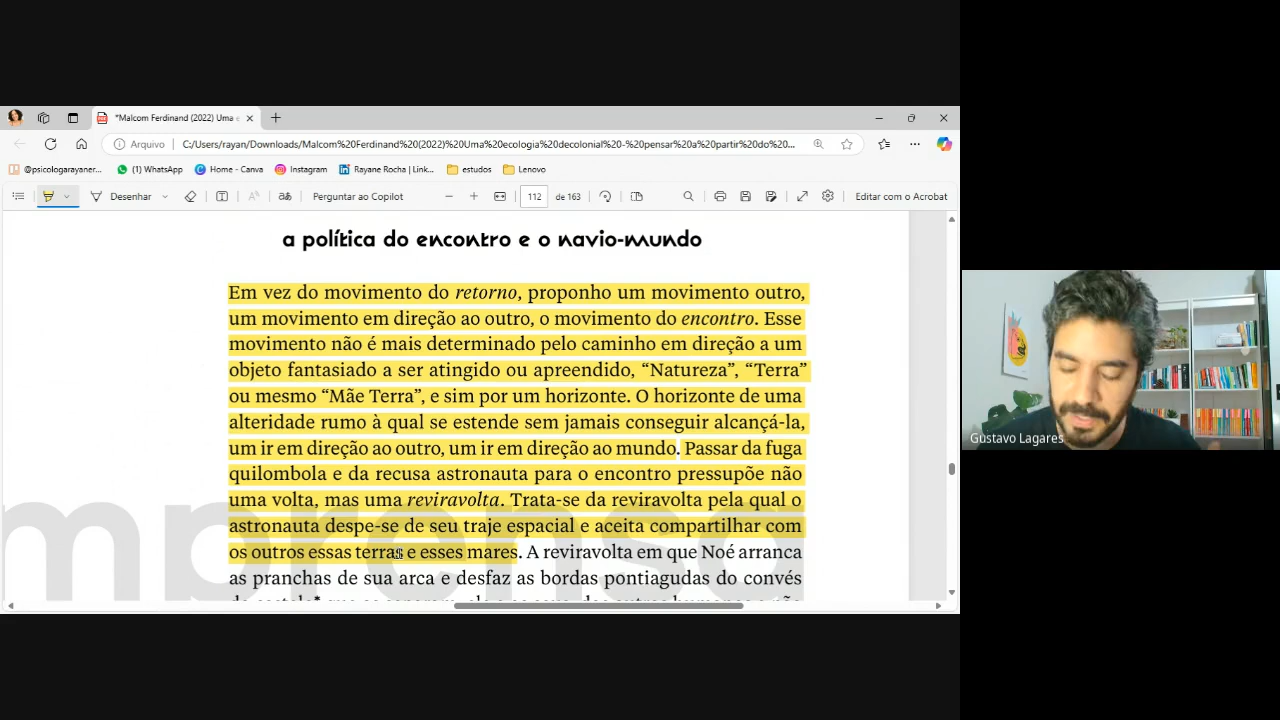 *Malcom Ferdinand (2022) Uma e
Arquivo
C:/Users/rayan/Downloads/Malcom%20Ferdinand%20(2022)%20Uma%20ecologia%20decolonial%20-%20pensar%20a%20partir%20do%20...
@psicologarayaner...
(1) WhatsApp
Home - Canva
Instagram
Rayane Rocha | Link...
estudos
Lenovo
Desenhar
Perguntar ao Copilot
112
de 163
Editar com o Acrobat
a política do encontro e o navio-mundo
Em vez do movimento do retorno, proponho um movimento outro,
um movimento em direção ao outro, o movimento do encontro. Esse
movimento não é mais determinado pelo caminho em direção a um
objeto fantasiado a ser atingido ou apreendido, “Natureza”, “Terra”
ou mesmo “Mãe Terra”, e sim por um horizonte. O horizonte de uma
alteridade rumo à qual se estende sem jamais conseguir alcançá-la,
um ir em direção ao outro, um ir em direção ao mundo. Passar da fuga
quilombola e da recusa astronauta para o encontro pressupõe não
uma volta, mas uma reviravolta. Trata-se da reviravolta pela qual o
astronauta despe-se de seu traje espacial e aceita compartilhar com
os outros essas terras e esses mares. A reviravolta em que Noé arranca
as pranchas de sua arca e desfaz as bordas pontiagudas do convés
Gustavo Lagares